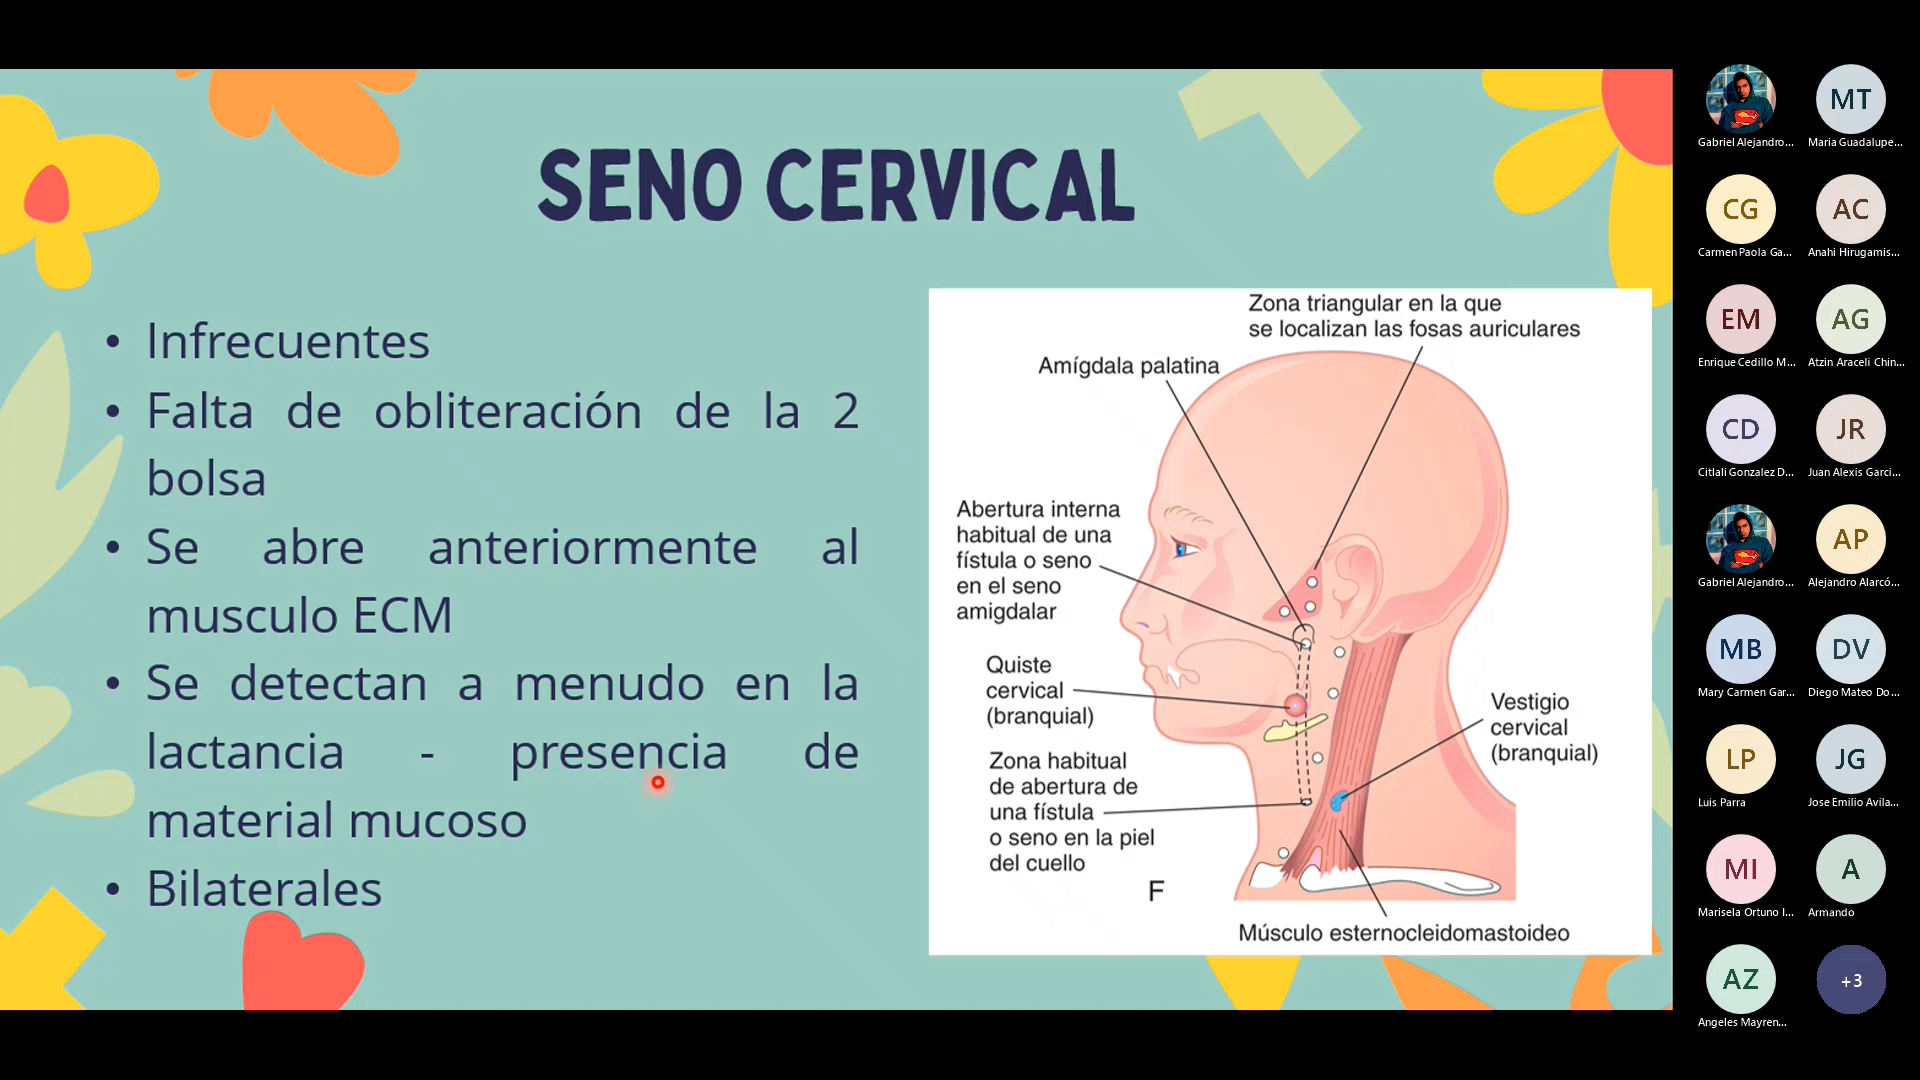 SENO CERVICAL
• Infrecuentes
• Falta de obliteración de la 2
bolsa
• Se abre anteriormente al
musculo ECM
• Se detectan a menudo en la
lactancia - presencia de
material mucoso
• Bilaterales
Zona triangular en la que
se localizan las fosas auriculares
Amígdala palatina
Abertura interna
habitual de una
fístula o seno
en el seno
amigdalar
Quiste
cervical
(branquial)
Zona habitual
de abertura de
una fístula
o seno en la piel
del cuello
Vestigio
cervical
(branquial)
F
Músculo esternocleidomastoideo
Gabriel Alejandro...
MT
Maria Guadalupe...
CG
Carmen Paola Ga...
AC
Anahi Hirugamis...
EM
Enrique Cedillo M...
AG
Atzin Araceli Chin...
CD
Citlali Gonzalez D...
JR
Juan Alexis Garci...
Gabriel Alejandro...
AP
Alejandro Alarcó...
MB
Mary Carmen Gar...
DV
Diego Mateo Do...
LP
Luis Parra
JG
Jose Emilio Avila...
MI
Marisela Ortuno I...
A
Armando
AZ
Angeles Mayren...
+3